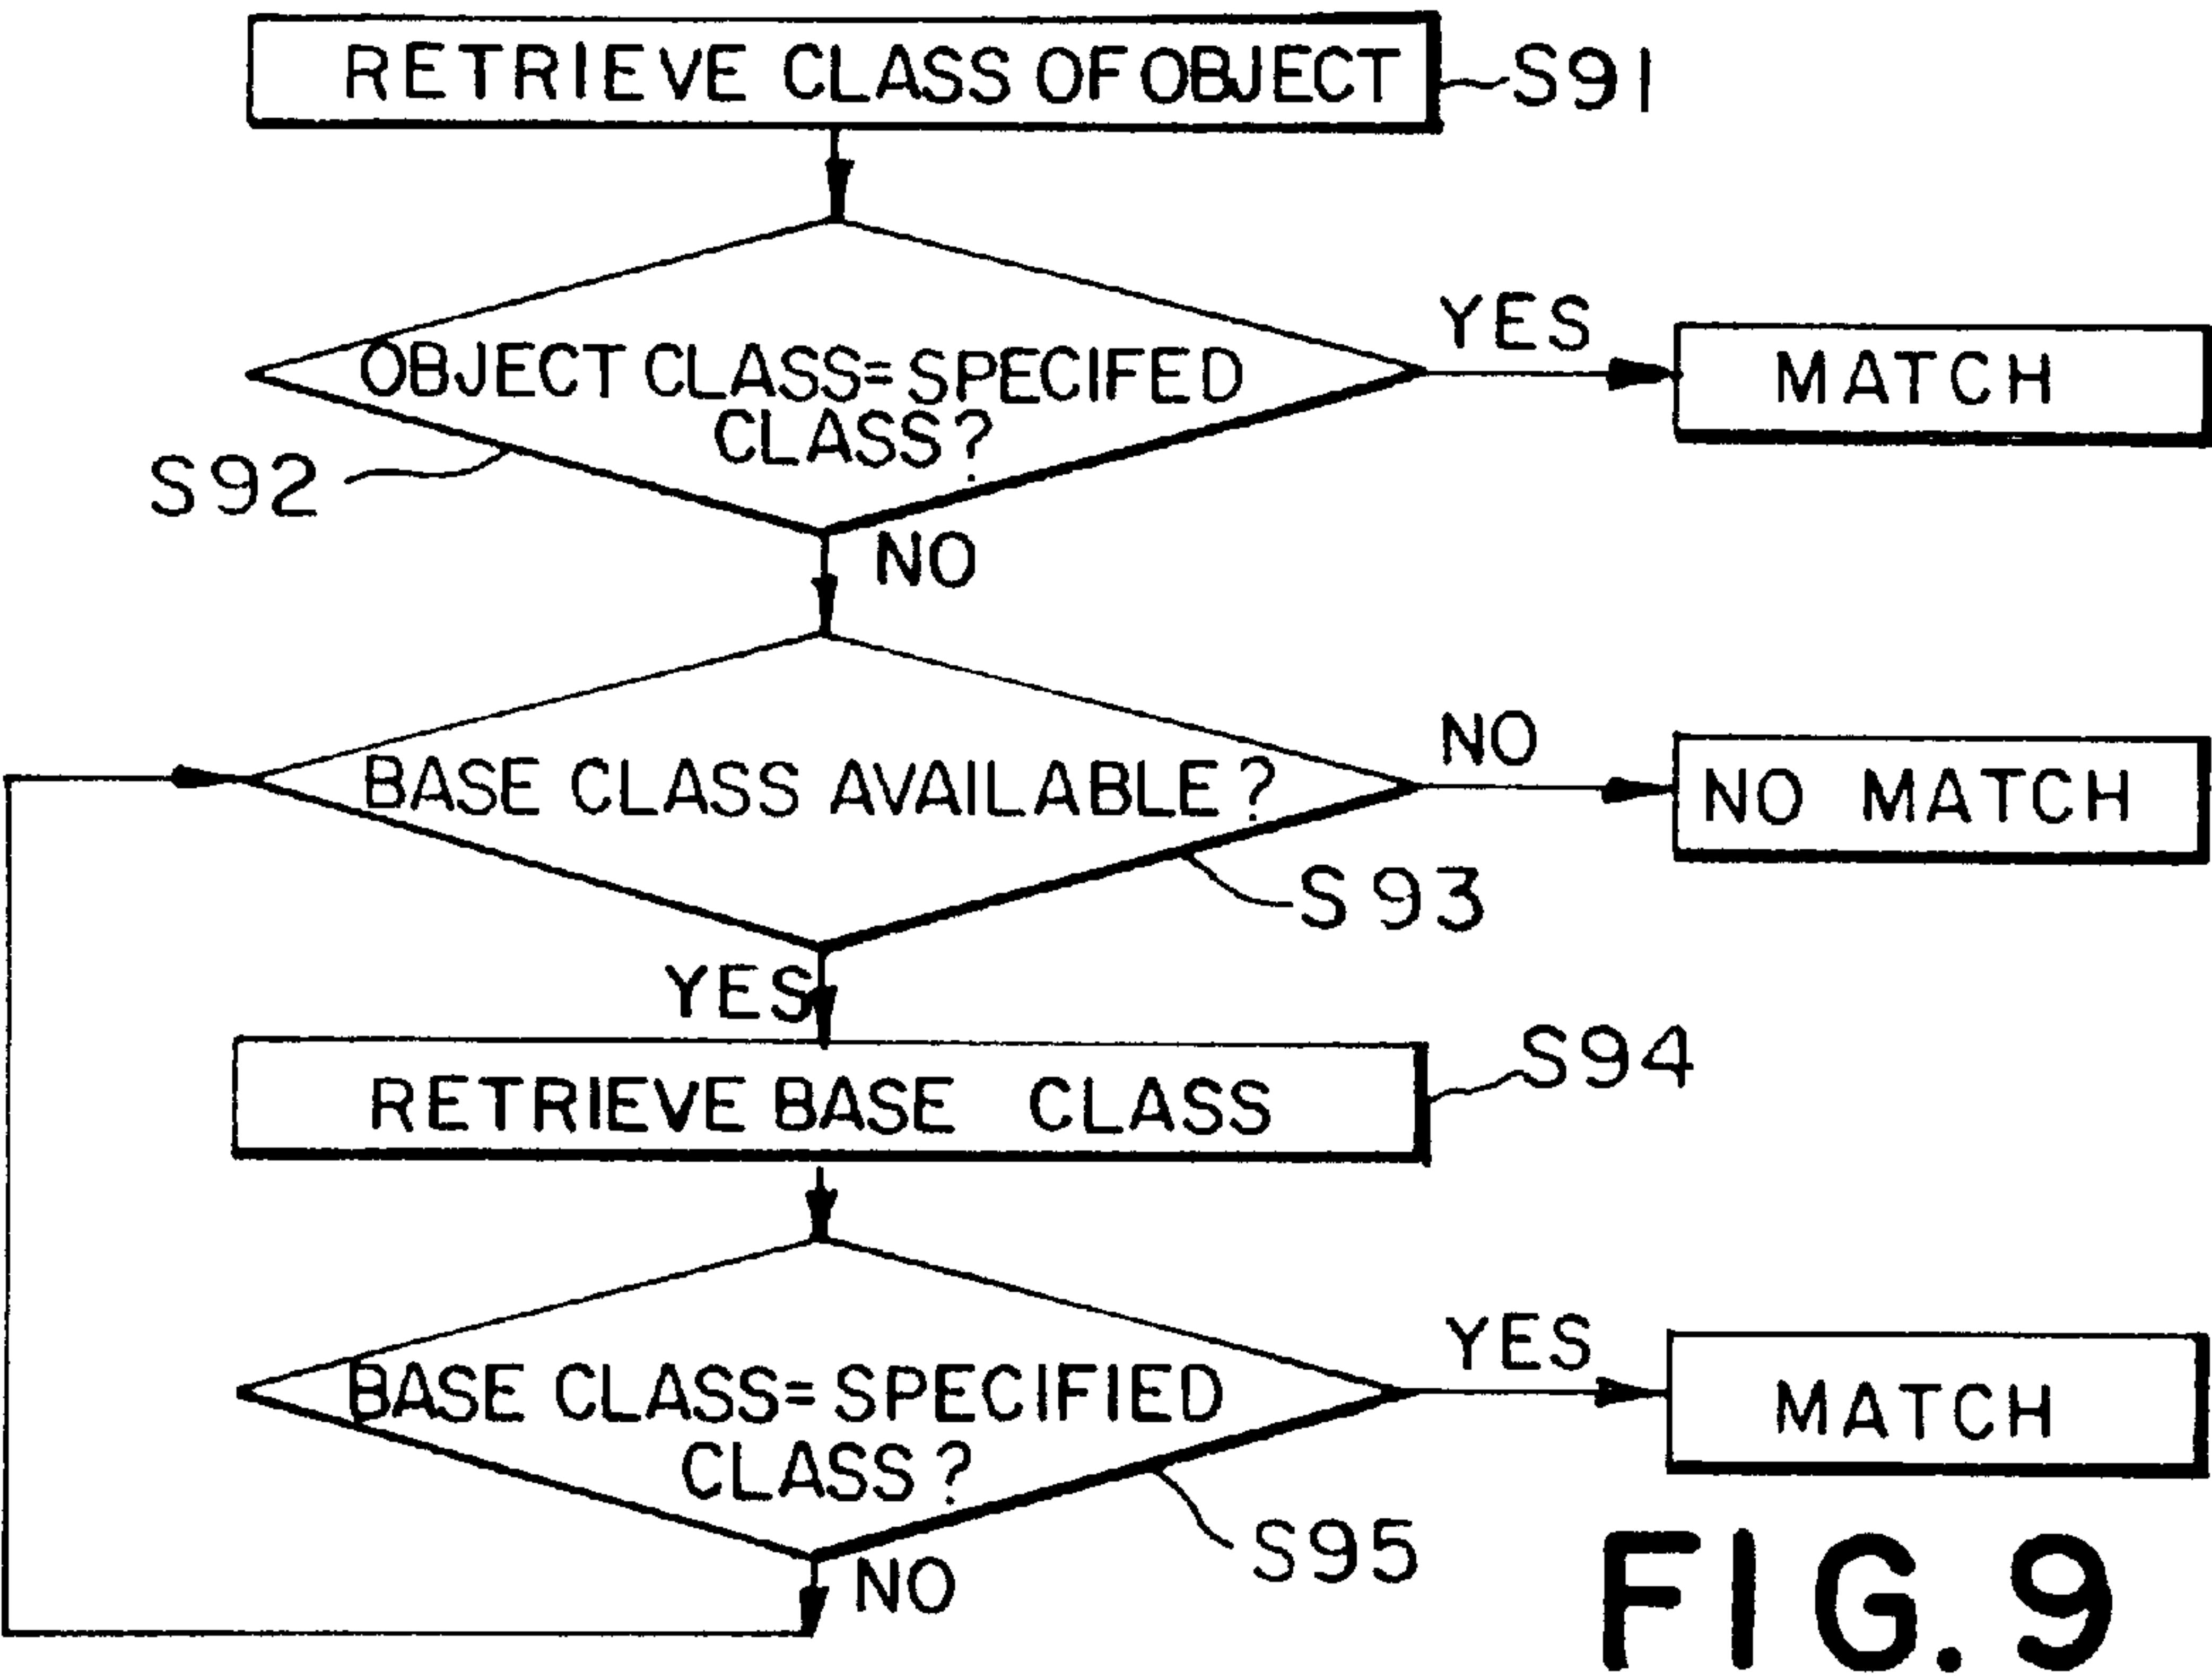 RETRIEVE CLASS OF OBJECT
S91
OBJECT CLASS=SPECIFED
CLASS?
YES
MATCH
S92
NO
BASE CLASS AVAILABLE?
NO
NO MATCH
S93
YES
RETRIEVE BASE CLASS
S94
BASE CLASS=SPECIFIED
CLASS?
YES
MATCH
S95
NO
FIG.9